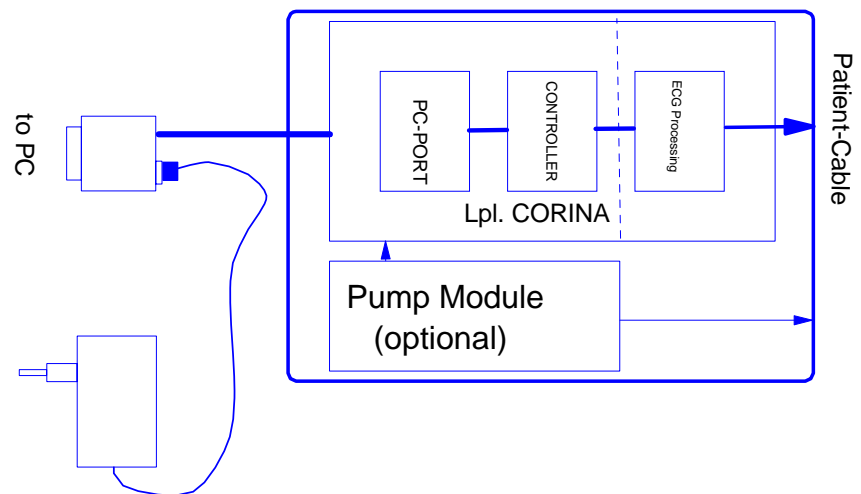 to PC
PC-PORT
CONTROLLER
ECG Processing
Patient-Cable
Lpl. CORINA
Pump Module
(optional)